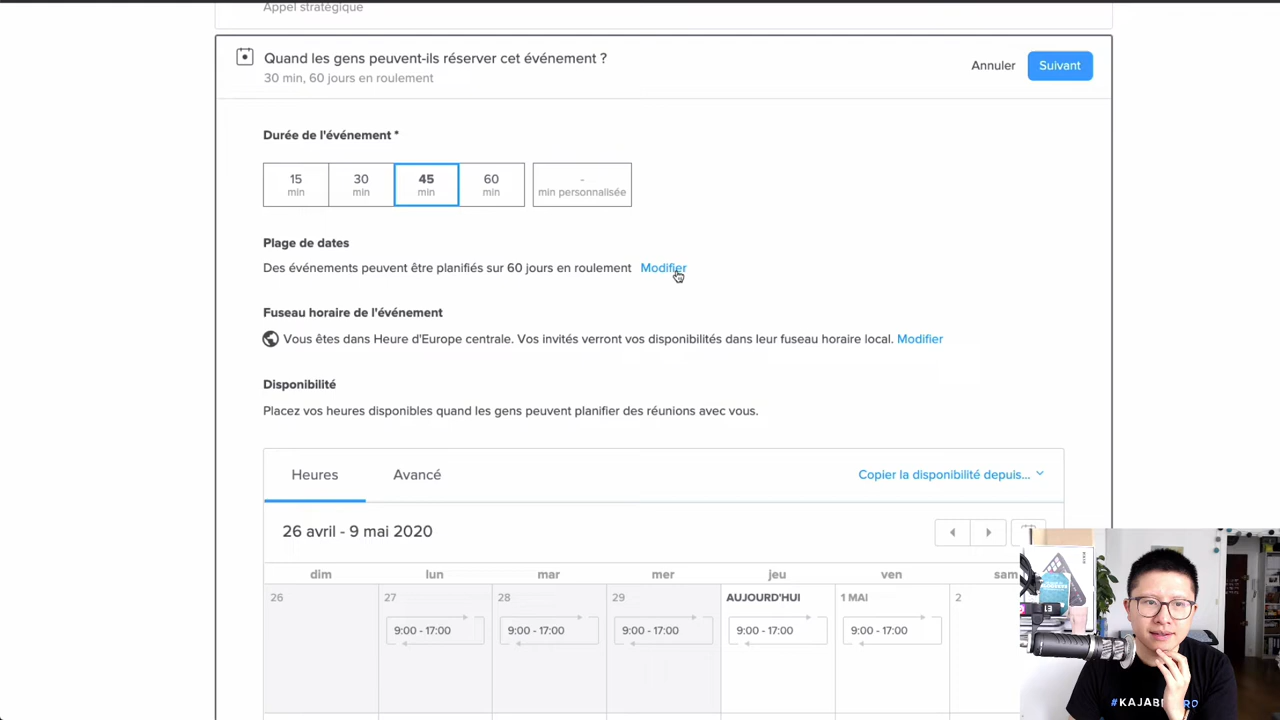 Appel stratégique
Quand les gens peuvent-ils réserver cet événement ?
30 min, 60 jours en roulement
Annuler
Suivant
Durée de l'événement *
15 min
30 min
45 min
60 min
- min personnalisée
Plage de dates
Des événements peuvent être planifiés sur 60 jours en roulement Modifier
Fuseau horaire de l'événement
Vous êtes dans Heure d'Europe centrale. Vos invités verront vos disponibilités dans leur fuseau horaire local. Modifier
Disponibilité
Placez vos heures disponibles quand les gens peuvent planifier des réunions avec vous.
Heures
Avancé
Copier la disponibilité depuis...
26 avril - 9 mai 2020
dim lun mar mer jeu ven sam
26 27 28 29 AUJOURD'HUI 1 MAI 2
9:00 - 17:00 9:00 - 17:00 9:00 - 17:00 9:00 - 17:00 9:00 - 17:00